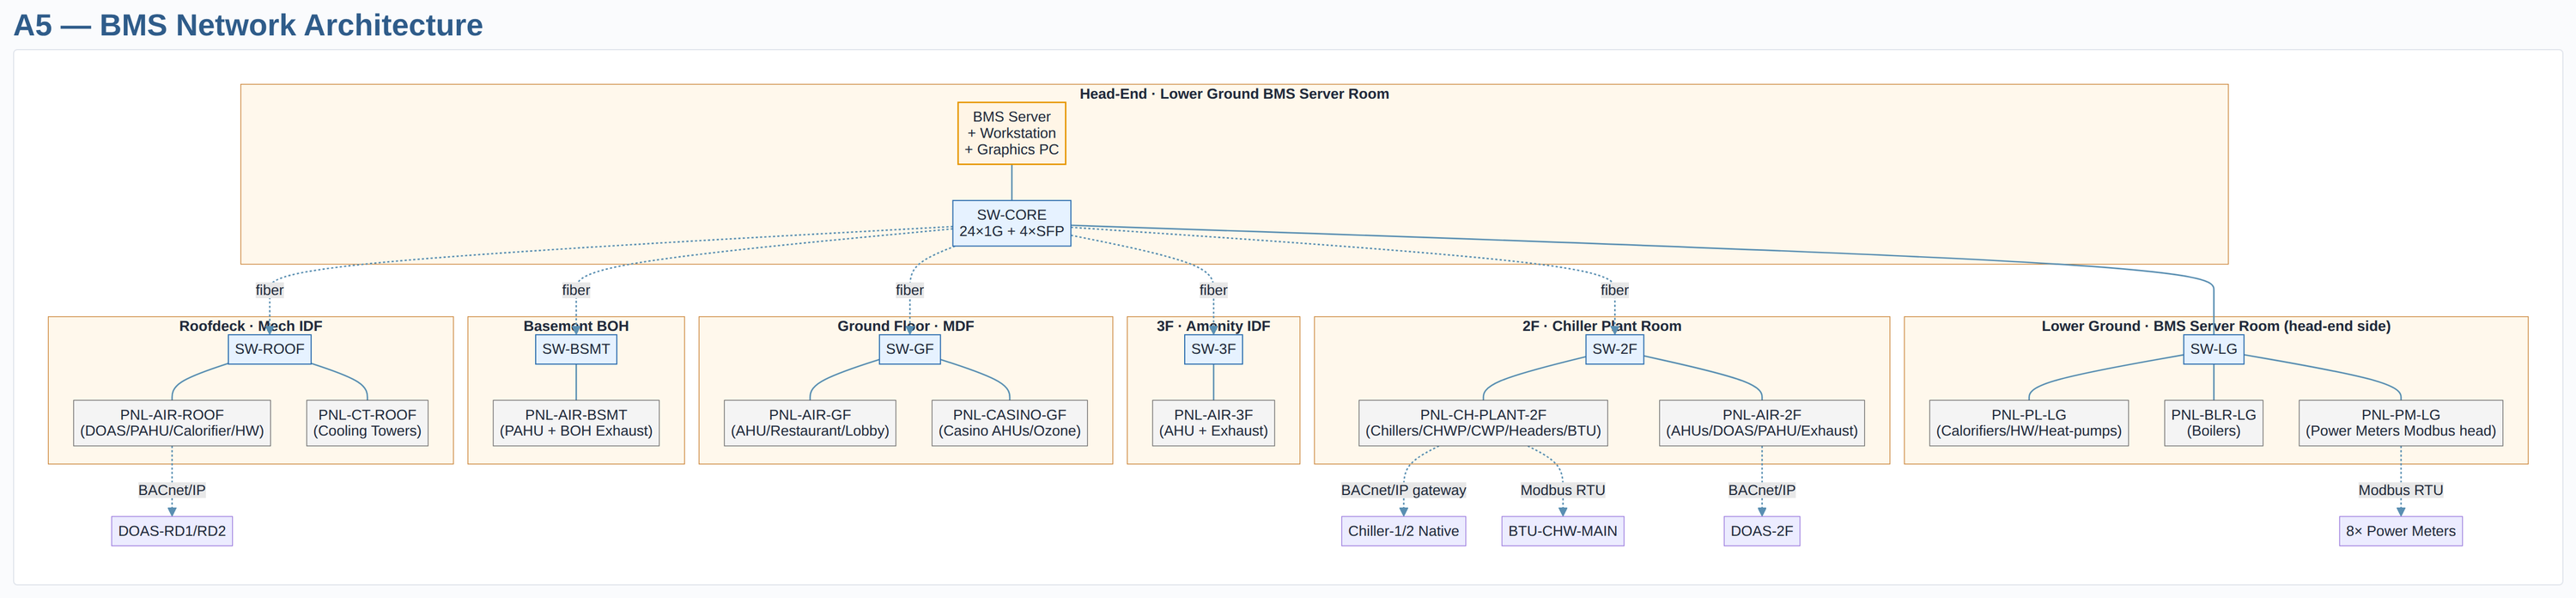 A5 — BMS Network Architecture
Head-End · Lower Ground BMS Server Room
BMS Server
+ Workstation
+ Graphics PC
SW-CORE
24×1G + 4×SFP
fiber
fiber
fiber
fiber
fiber
Roofdeck · Mech IDF
SW-ROOF
PNL-AIR-ROOF
(DOAS/PAHU/Calorifier/HW)
PNL-CT-ROOF
(Cooling Towers)
Basement BOH
SW-BSMT
PNL-AIR-BSMT
(PAHU + BOH Exhaust)
Ground Floor · MDF
SW-GF
PNL-AIR-GF
(AHU/Restaurant/Lobby)
PNL-CASINO-GF
(Casino AHUs/Ozone)
3F · Amenity IDF
SW-3F
PNL-AIR-3F
(AHU + Exhaust)
2F · Chiller Plant Room
SW-2F
PNL-CH-PLANT-2F
(Chillers/CHWP/CWP/Headers/BTU)
PNL-AIR-2F
(AHUs/DOAS/PAHU/Exhaust)
Lower Ground · BMS Server Room (head-end side)
SW-LG
PNL-PL-LG
(Calorifiers/HW/Heat-pumps)
PNL-BLR-LG
(Boilers)
PNL-PM-LG
(Power Meters Modbus head)
BACnet/IP
BACnet/IP gateway
Modbus RTU
BACnet/IP
Modbus RTU
DOAS-RD1/RD2
Chiller-1/2 Native
BTU-CHW-MAIN
DOAS-2F
8× Power Meters